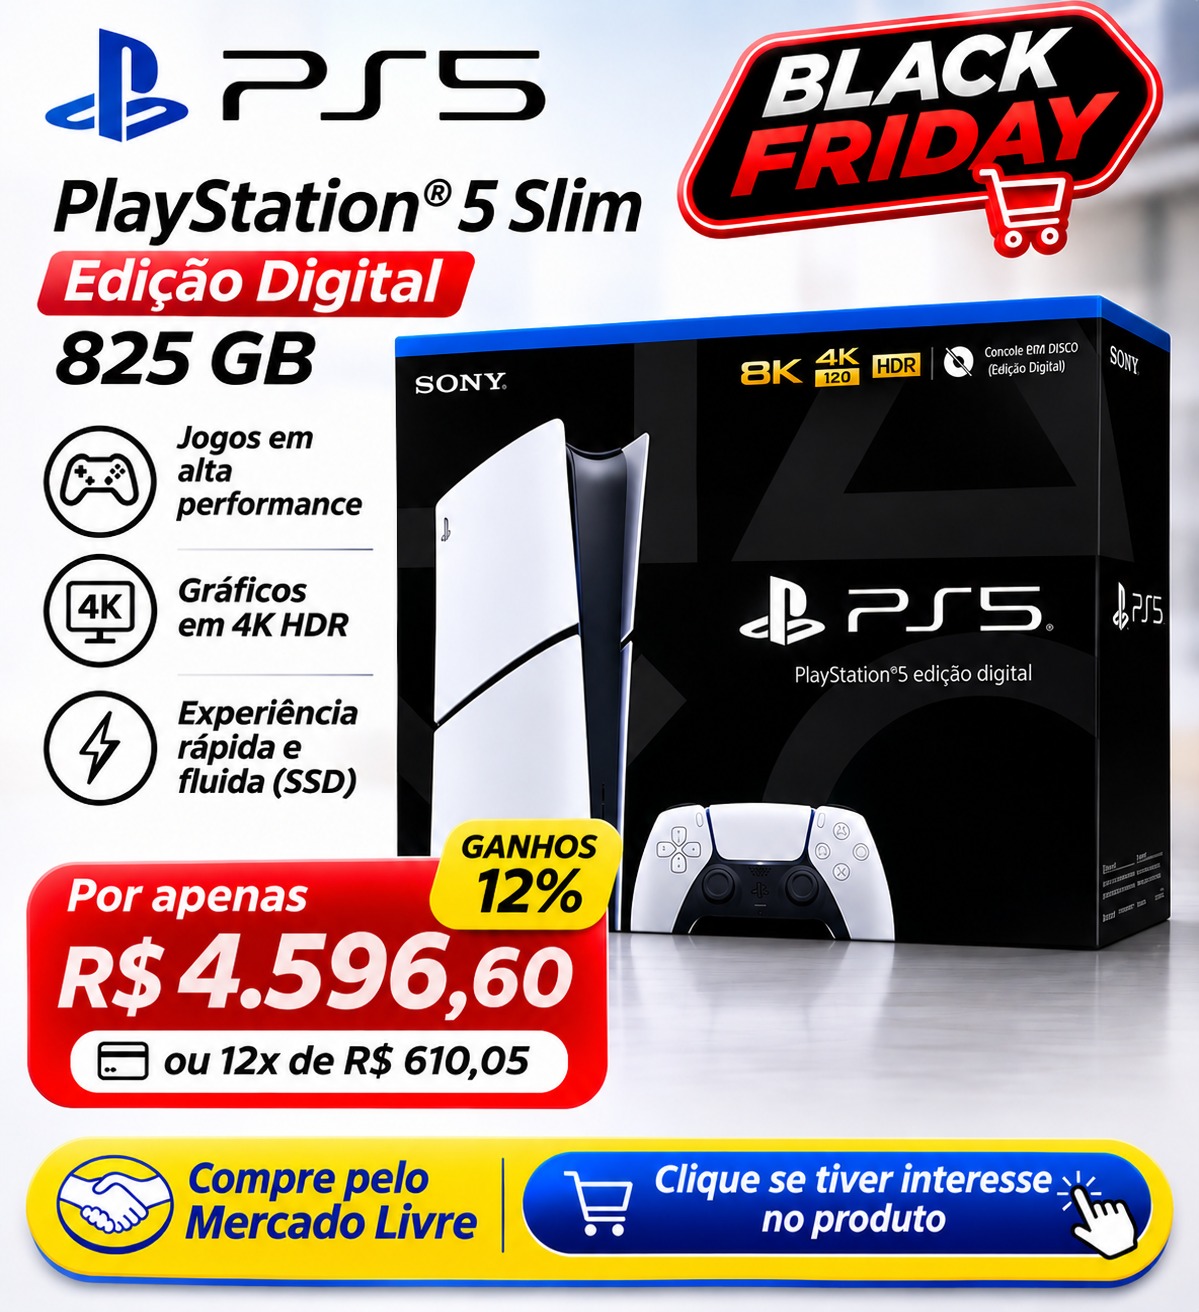 PS5
BLACK
FRIDAY
PlayStation® 5 Slim
Edição Digital
825 GB
Jogos em
alta
performance
4K
Gráficos
em 4K HDR
Experiência
rápida e
fluida (SSD)
SONY
8K
4K
120
HDR
Concole em DISCO
(Edição Digital)
SONY
PS5
PlayStation®5 edição digital
PS5
GANHOS
12%
Por apenas
R$ 4.596,60
ou 12x de R$ 610,05
Compre pelo
Mercado Livre
Clique se tiver interesse
no produto